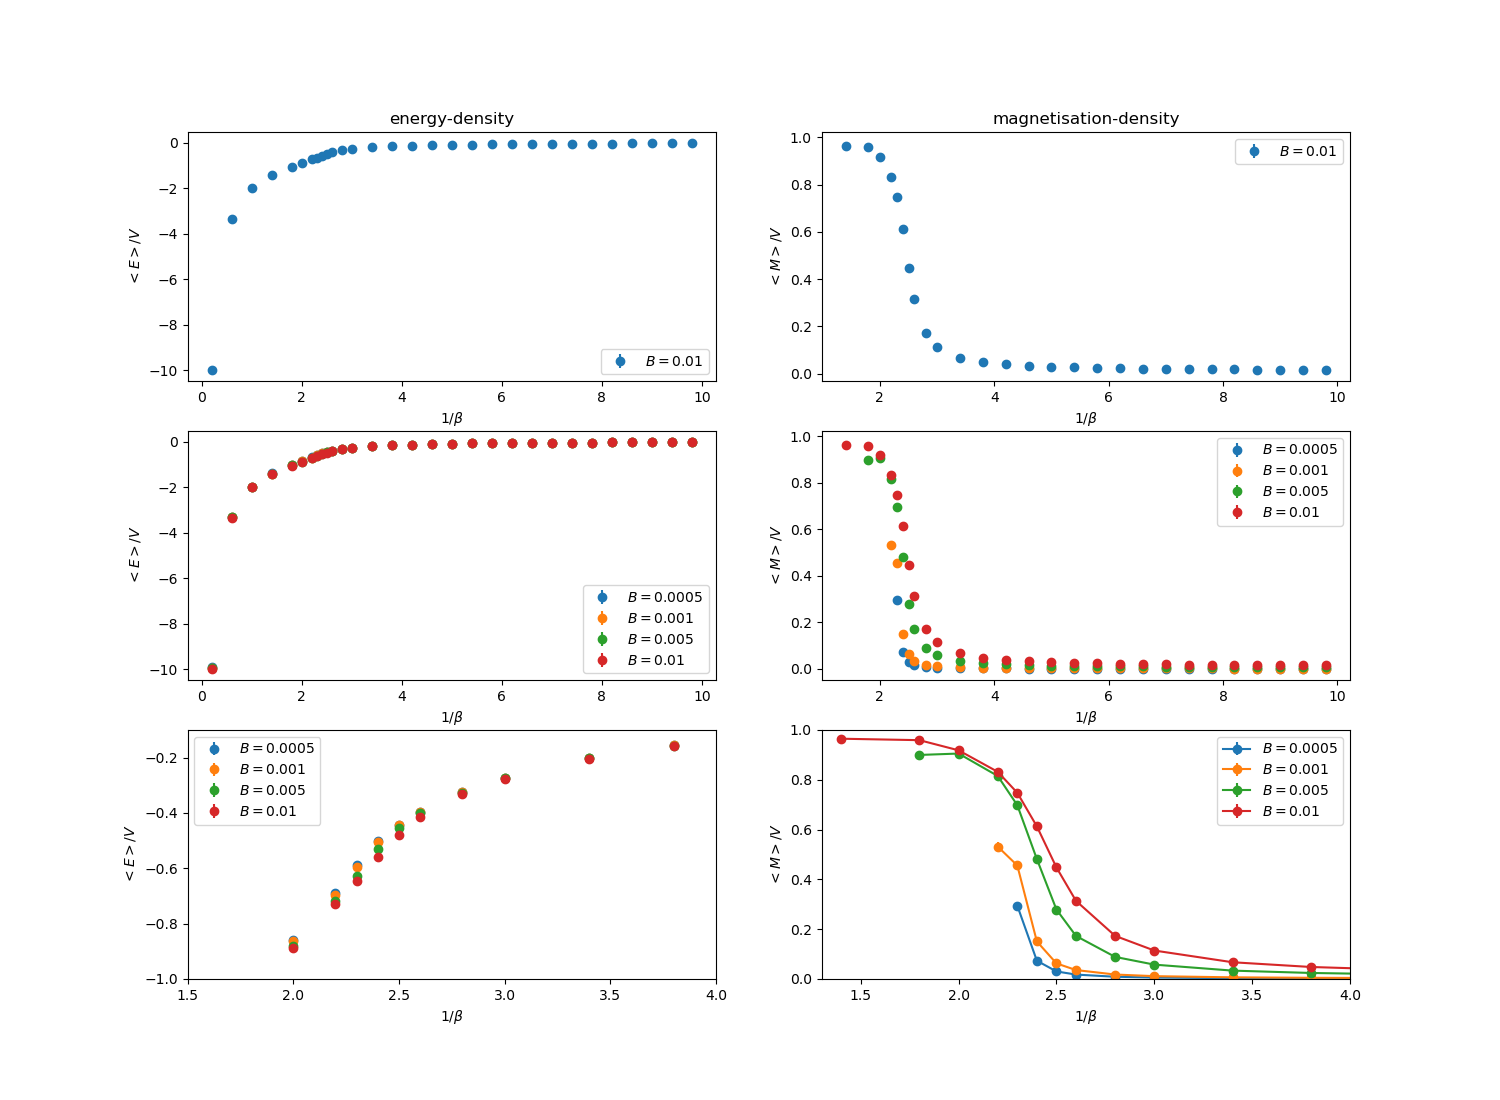 energy-density
magnetisation-density
0
−2
−4
−6
−8
−10
<E>/V
B = 0.01
0 2 4 6 8 10
1/β
1.0
0.8
0.6
0.4
0.2
0.0
<M>/V
B = 0.01
2 4 6 8 10
1/β
0
−2
−4
−6
−8
−10
<E>/V
B = 0.0005
B = 0.001
B = 0.005
B = 0.01
0 2 4 6 8 10
1/β
1.0
0.8
0.6
0.4
0.2
0.0
<M>/V
B = 0.0005
B = 0.001
B = 0.005
B = 0.01
2 4 6 8 10
1/β
−0.2
−0.4
−0.6
−0.8
−1.0
<E>/V
B = 0.0005
B = 0.001
B = 0.005
B = 0.01
1.5 2.0 2.5 3.0 3.5 4.0
1/β
1.0
0.8
0.6
0.4
0.2
0.0
<M>/V
B = 0.0005
B = 0.001
B = 0.005
B = 0.01
1.5 2.0 2.5 3.0 3.5 4.0
1/β